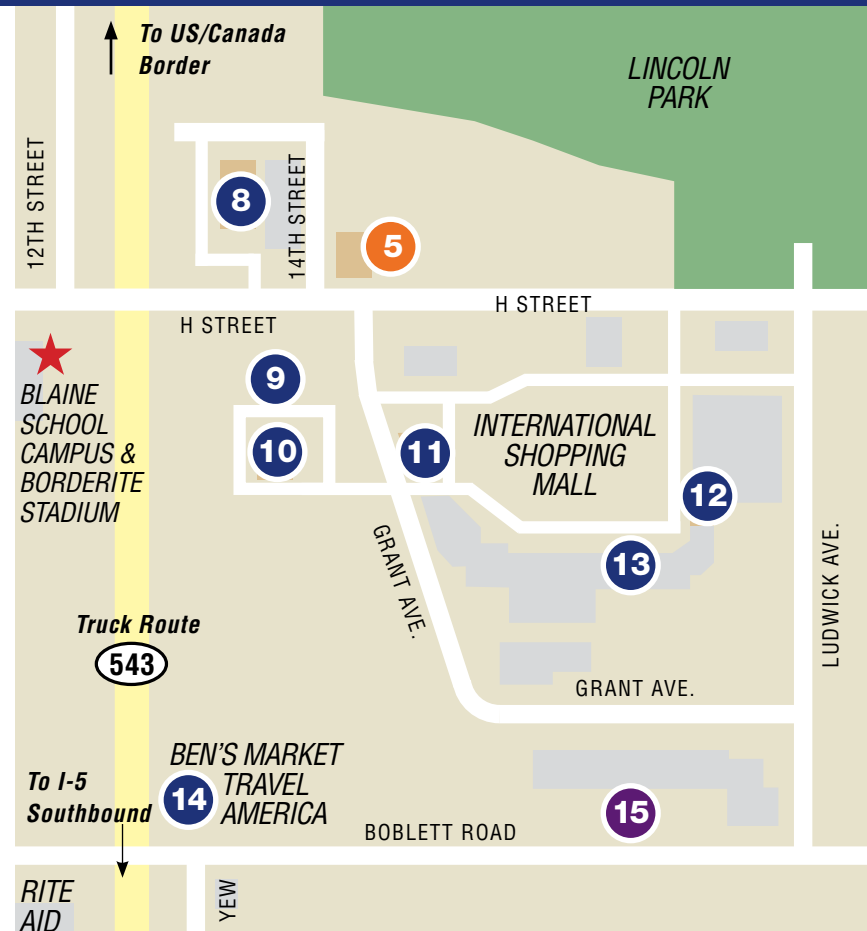 To US/Canada
Border
LINCOLN
PARK
12TH STREET
8
14TH STREET
5
H STREET
H STREET
9
BLAINE
SCHOOL
CAMPUS &
BORDERITE
STADIUM
10
11
INTERNATIONAL
SHOPPING
MALL
12
GRANT AVE.
13
LUDWICK AVE.
Truck Route
543
GRANT AVE.
BEN'S MARKET
TRAVEL
AMERICA
14
To I-5
Southbound
15
BOBLETT ROAD
RITE
AID
YEW